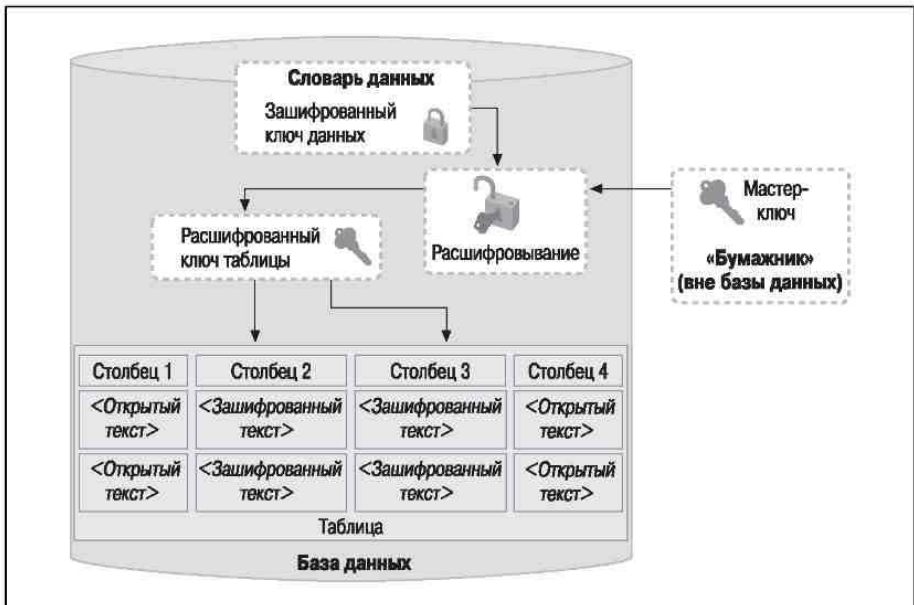 Словарь данных
Зашифрованный
ключ данных
Мастер-
ключ
Расшифрованный
ключ таблицы
Расшифровывание
«Бумажник»
(вне базы данных)
Столбец 1 Столбец 2 Столбец 3 Столбец 4
<Открытый <Зашифрованный <Зашифрованный <Открытый
текст> текст> текст> текст>
<Открытый <Зашифрованный <Зашифрованный <Открытый
текст> текст> текст> текст>
Таблица
База данных